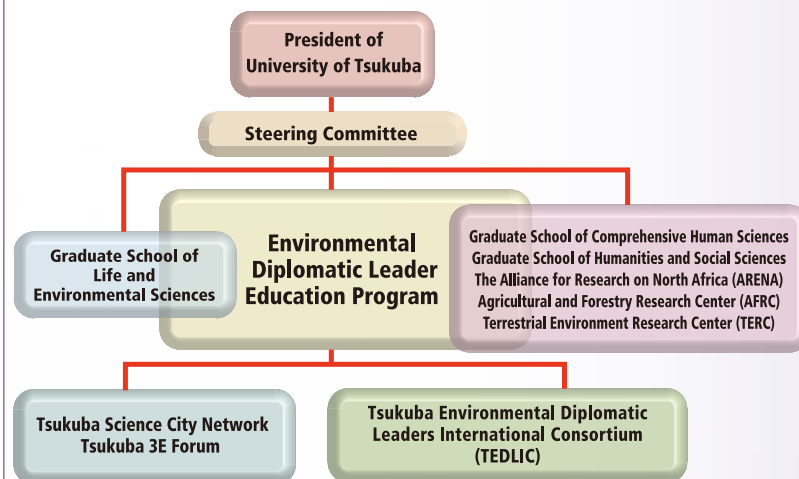 President of
University of Tsukuba
Steering Committee
Graduate School of
Life and
Environmental Sciences
Environmental
Diplomatic Leader
Education Program
Graduate School of Comprehensive Human Sciences
Graduate School of Humanities and Social Sciences
The Alliance for Research on North Africa (ARENA)
Agricultural and Forestry Research Center (AFRC)
Terrestrial Environment Research Center (TERC)
Tsukuba Science City Network
Tsukuba 3E Forum
Tsukuba Environmental Diplomatic
Leaders International Consortium
(TEDLIC)